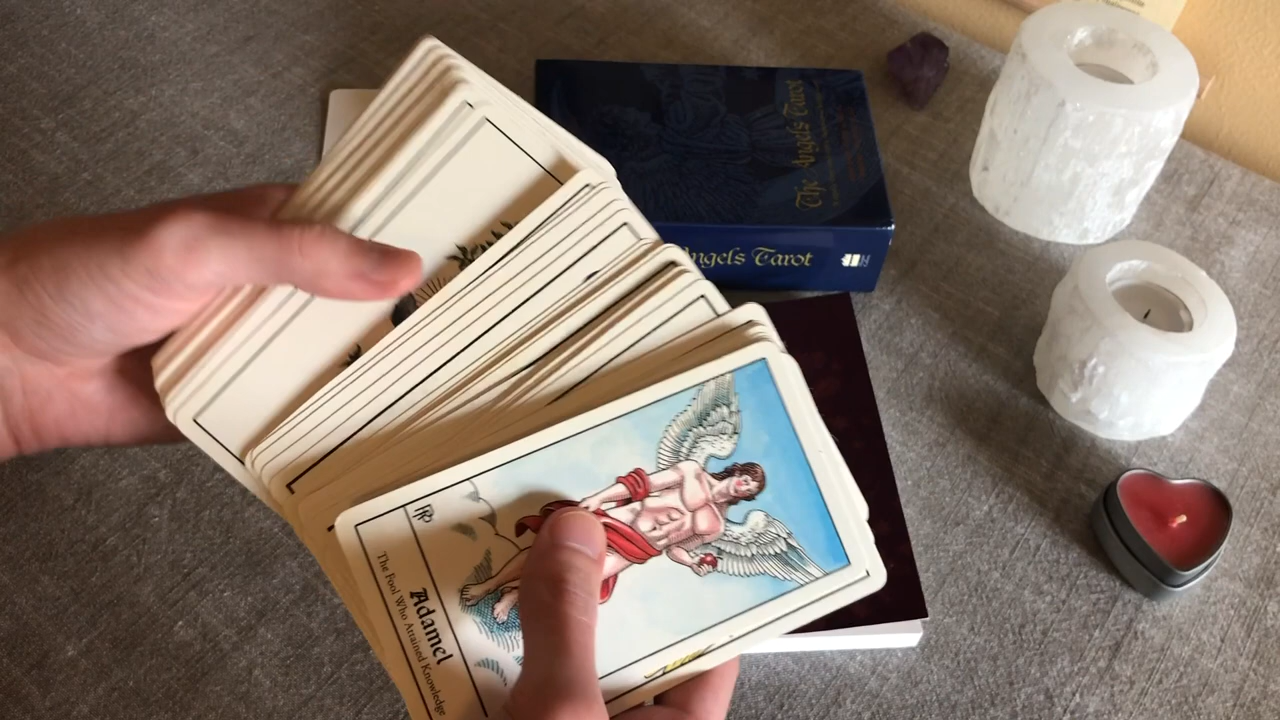 The Angels Tarot
Angels Tarot
Adamel
The Fool Who Attained Knowledge